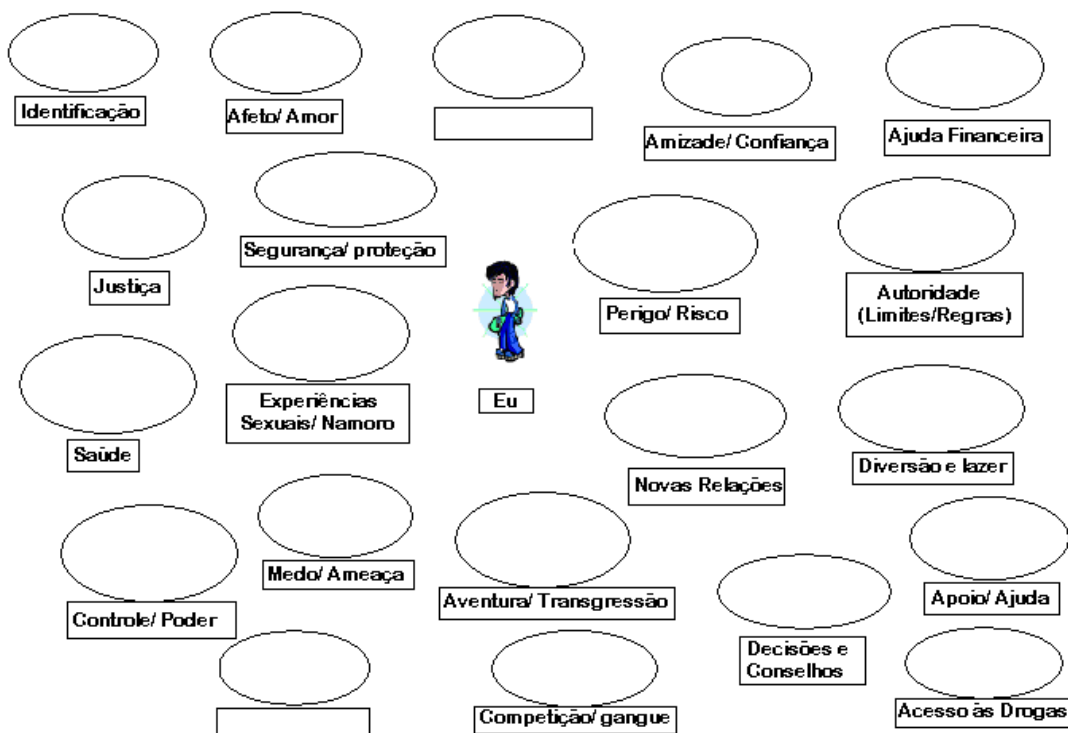 Identificação
Afeto/ Amor
Amizade/ Confiança
Ajuda Financeira
Justiça
Segurança/ proteção
Perigo/ Risco
Autoridade
(Limites/Regras)
Saúde
Experiências
Sexuais/ Namoro
Eu
Novas Relações
Diversão e lazer
Controle/ Poder
Medo/ Ameaça
Aventura/ Transgressão
Decisões e
Conselhos
Apoio/ Ajuda
Competição/ gangue
Acesso às Drogas